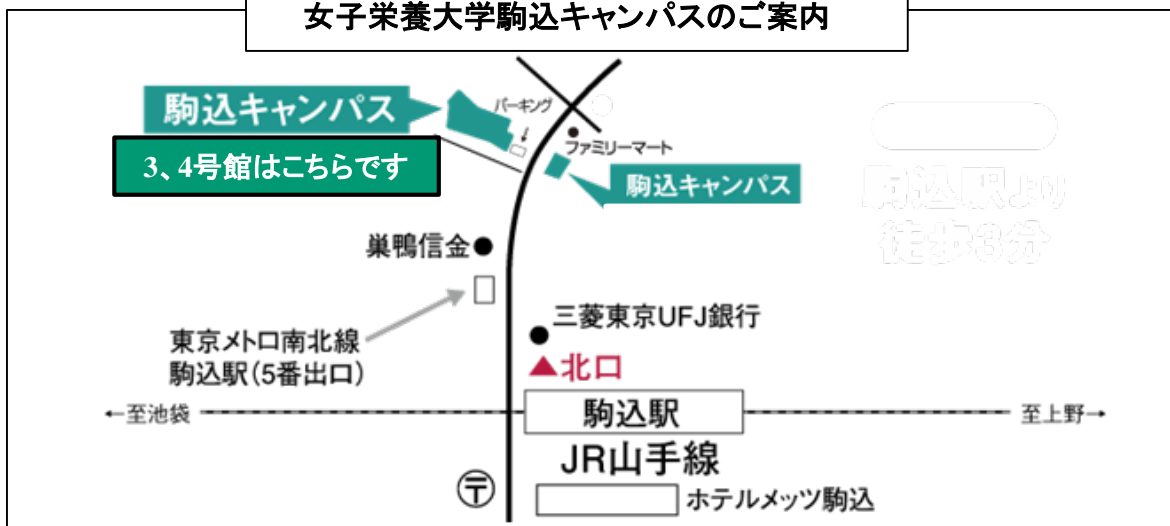 女子栄養大学駒込キャンパスのご案内
駒込キャンパス
パーキング
3、4号館はこちらです
ファミリーマート
駒込キャンパス
駒込駅より
徒歩3分
巣鴨信金
三菱東京UFJ銀行
東京メトロ南北線
駒込駅(5番出口)
北口
←至池袋
駒込駅
至上野→
JR山手線
〒
ホテルメッツ駒込